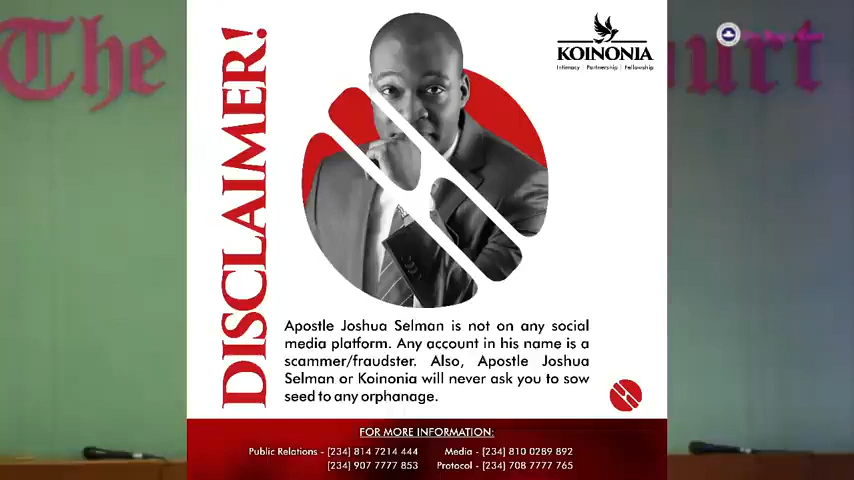 The
DISCLAIMER!
KOINONIA
Intimacy | Partnership | Fellowship
urt
Apostle Joshua Selman is not on any social
media platform. Any account in his name is a
scammer/fraudster. Also, Apostle Joshua
Selman or Koinonia will never ask you to sow
seed to any orphanage.
FOR MORE INFORMATION:
Public Relations - [234] 814 7214 444
Media - [234] 810 0289 892
[234] 907 7777 853
Protocol - [234] 708 7777 765